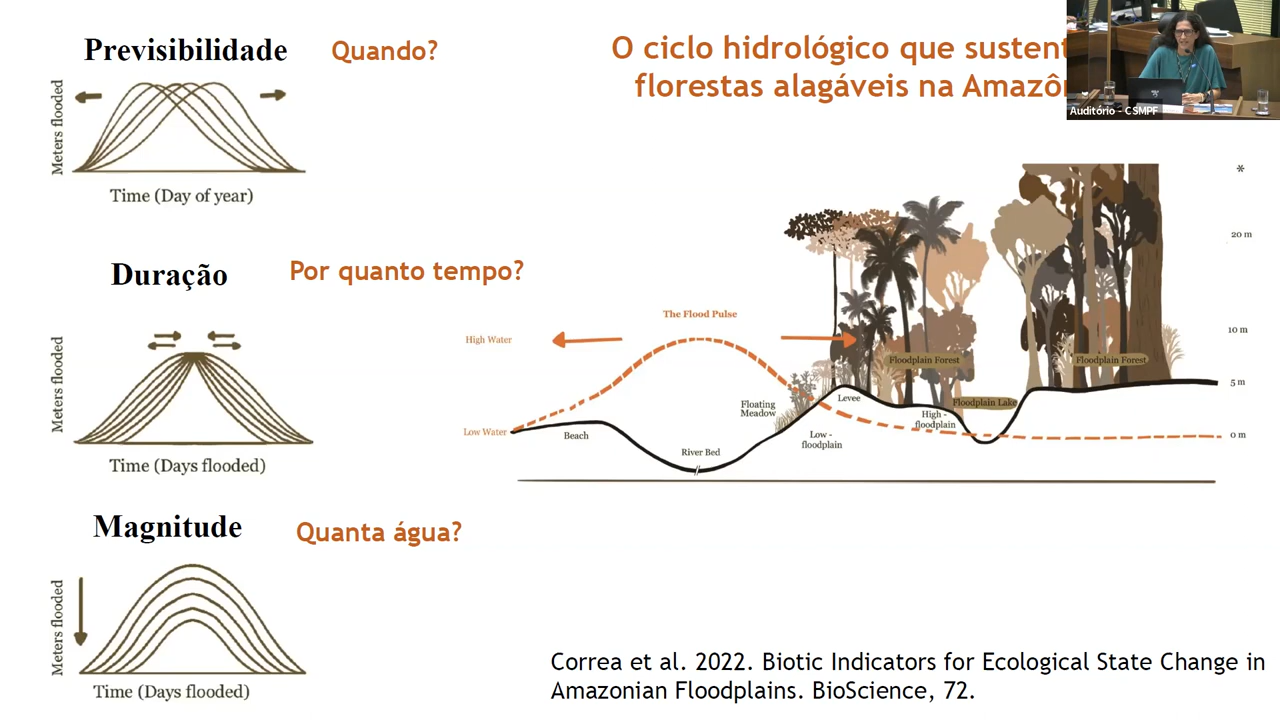 Previsibilidade
Quando?
Meters flooded
Time (Day of year)
Duração
Por quanto tempo?
Meters flooded
Time (Days flooded)
Magnitude
Quanta água?
Meters flooded
Time (Days flooded)
O ciclo hidrológico que
florestas alagáveis na
Auditório - CSMPF
*
20 m
10 m
5 m
0 m
The Flood Pulse
High Water
Low Water
Beach
River Bed
Floating
Meadow
Low -
floodplain
Levee
High -
floodplain
Floodplain Forest
Floodplain Lake
Floodplain Forest
Correa et al. 2022. Biotic Indicators for Ecological State Change in
Amazonian Floodplains. BioScience, 72.